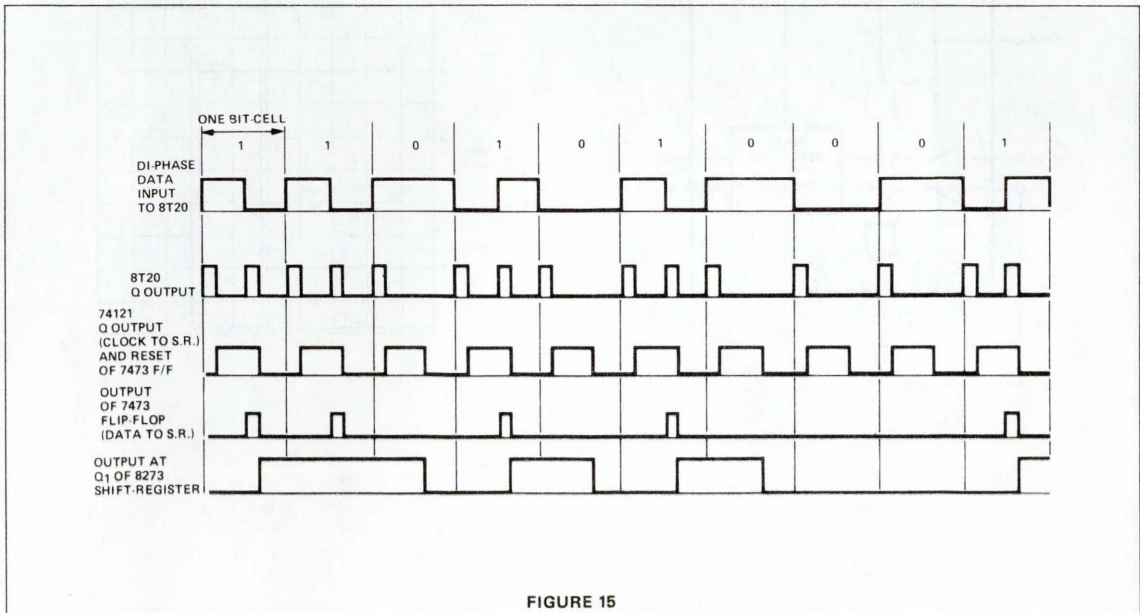 ONE BIT-CELL
1 1 0 1 0 1 0 0 0 1
DI-PHASE
DATA
INPUT
TO 8T20
8T20
Q OUTPUT
74121
Q OUTPUT
(CLOCK TO S.R.)
AND RESET
OF 7473 F/F
OUTPUT
OF 7473
FLIP-FLOP
(DATA TO S.R.)
OUTPUT AT
Q1 OF 8273
SHIFT-REGISTER
FIGURE 15